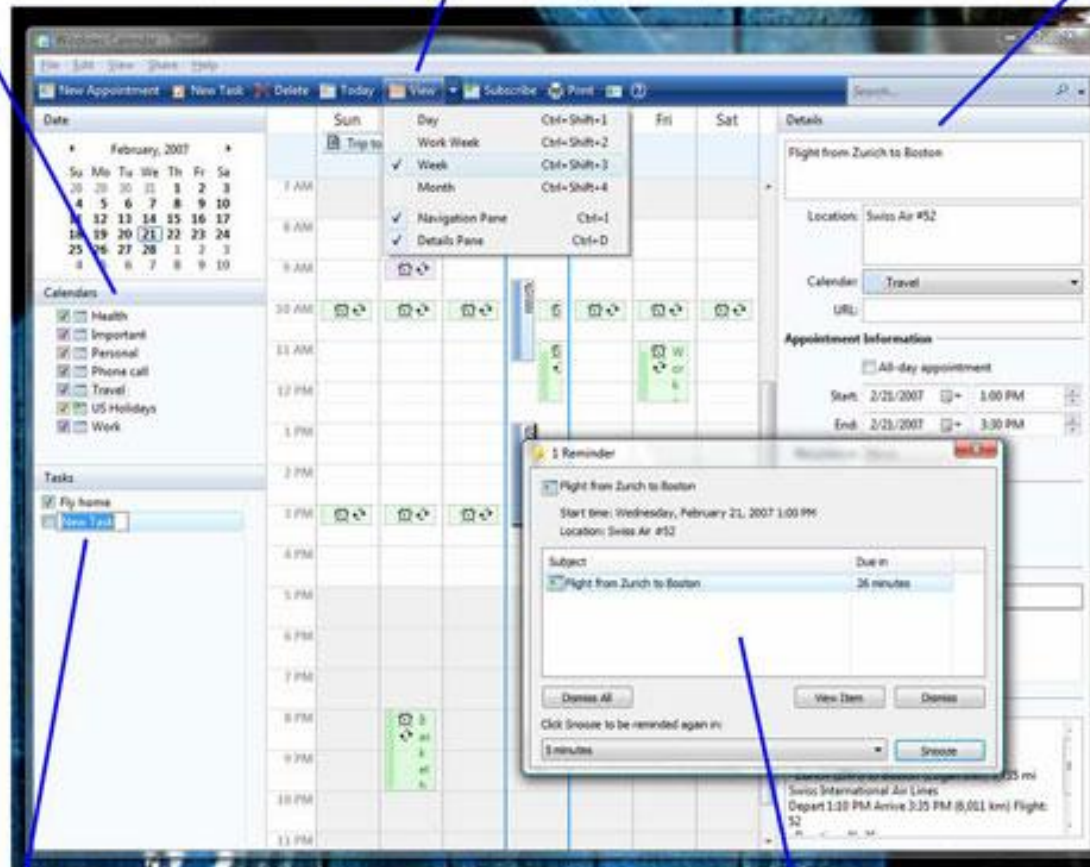 Windows Calendar
File Edit View Share Help
New Appointment New Task Delete Today View Subscribe Print
Search...
Date
February, 2007
Su Mo Tu We Th Fr Sa
28 29 30 31 1 2 3
4 5 6 7 8 9 10
11 12 13 14 15 16 17
18 19 20 21 22 23 24
25 26 27 28 1 2 3
4 5 6 7 8 9 10
Calendars
Health
Important
Personal
Phone call
Travel
US Holidays
Work
Tasks
Fly home
New Task
Sun Fri Sat
Trip to
Day Ctrl+Shift+1
Work Week Ctrl+Shift+2
Week Ctrl+Shift+3
Month Ctrl+Shift+4
Navigation Pane Ctrl+I
Details Pane Ctrl+D
7 AM
8 AM
9 AM
10 AM
11 AM
12 PM
1 PM
2 PM
3 PM
4 PM
5 PM
6 PM
7 PM
8 PM
9 PM
10 PM
11 PM
Details
Flight from Zurich to Boston
Location: Swiss Air #52
Calendar: Travel
URL:
Appointment Information
All-day appointment
Start: 2/21/2007 1:00 PM
End: 2/21/2007 3:30 PM
1 Reminder
Flight from Zurich to Boston
Start time: Wednesday, February 21, 2007 1:00 PM
Location: Swiss Air #52
Subject Due in
Flight from Zurich to Boston 26 minutes
Dismiss All View Item Dismiss
Click Snooze to be reminded again in:
5 minutes Snooze
Swiss International Air Lines
Depart 1:10 PM Arrive 3:35 PM (6,011 km) Flight:
52